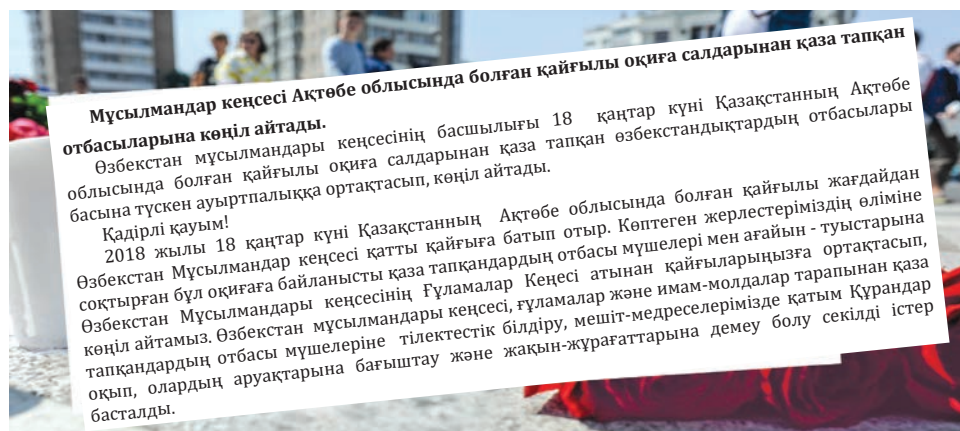 Мұсылмандар кеңсесі Ақтөбе облысында болған қайғылы оқиға салдарынан қаза тапқан
отбасыларына көңіл айтады.
Өзбекстан мұсылмандары кеңсесінің басшылығы 18 қаңтар күні Қазақстанның Ақтөбе
облысында болған қайғылы оқиға салдарынан қаза тапқан өзбекстандықтардың отбасылары
басына түскен ауыртпалыққа ортақтасып, көңіл айтады.
Қадірлі қауым!
2018 жылы 18 қаңтар күні Қазақстанның Ақтөбе облысында болған қайғылы жағдайдан
Өзбекстан Мұсылмандар кеңсесі қатты қайғыға батып отыр. Көптеген жерлестеріміздің өліміне
соқтырған бұл оқиғаға байланысты қаза тапқандардың отбасы мүшелері мен ағайын - туыстарына
Өзбекстан Мұсылмандары кеңсесінің Ғұламалар Кеңесі атынан қайғыларыңызға ортақтасып,
көңіл айтамыз. Өзбекстан мұсылмандары кеңсесі, ғұламалар және имам-молдалар тарапынан қаза
тапқандардың отбасы мүшелеріне тілектестік білдіру, мешіт-медреселерімізде қатым Құрандар
оқып, олардың аруақтарына бағыштау және жақын-жұрағаттарына демеу болу секілді істер
басталды.